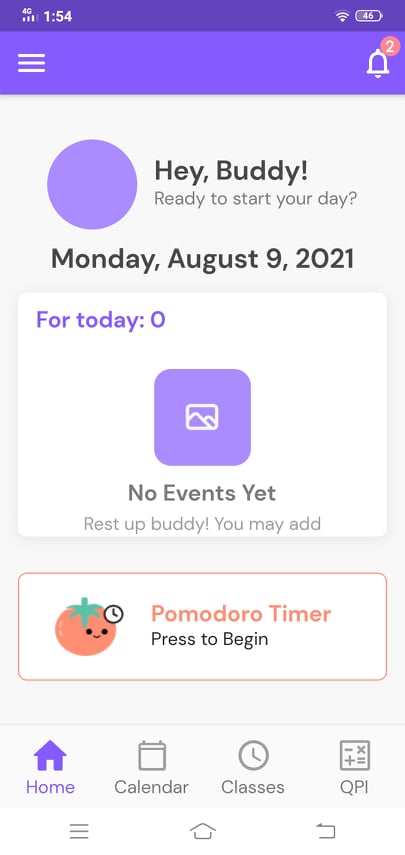 4G 1:54 46
2
Hey, Buddy!
Ready to start your day?
Monday, August 9, 2021
For today: 0
No Events Yet
Rest up buddy! You may add
Pomodoro Timer
Press to Begin
Home Calendar Classes QPI